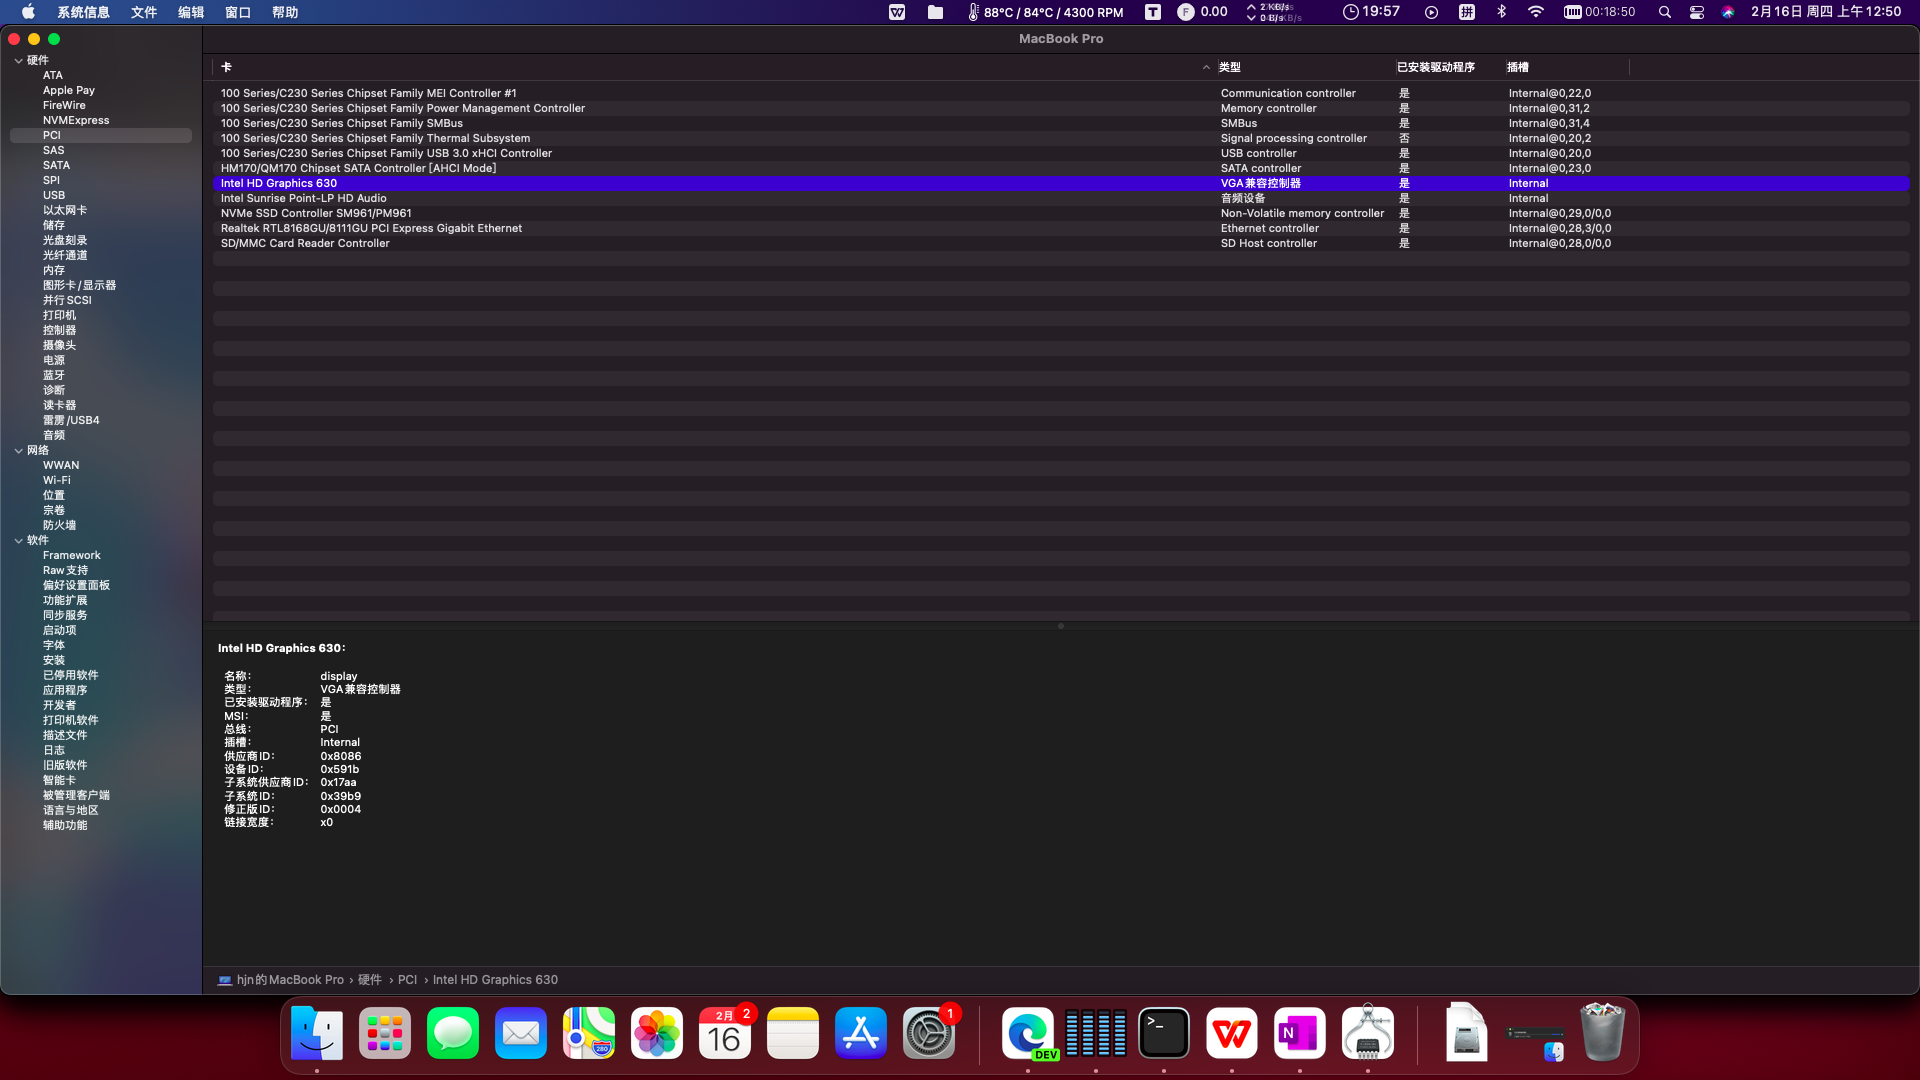 系统信息 文件 编辑 窗口 帮助 88°C / 84°C / 4300 RPM T F 0.00 19:57 拼 00:18:50 2月16日 周四 上午 12:50
MacBook Pro
硬件
ATA
Apple Pay
FireWire
NVMExpress
PCI
SAS
SATA
SPI
USB
以太网卡
储存
光盘刻录
光纤通道
内存
图形卡/显示器
并行SCSI
打印机
控制器
摄像头
电源
蓝牙
诊断
读卡器
雷雳/USB4
音频
网络
WWAN
Wi-Fi
位置
宗卷
防火墙
软件
Framework
Raw支持
偏好设置面板
功能扩展
同步服务
启动项
字体
安装
已停用软件
应用程序
开发者
打印机软件
描述文件
日志
旧版软件
智能卡
被管理客户端
语言与地区
辅助功能
卡 类型 已安装驱动程序 插槽
100 Series/C230 Series Chipset Family MEI Controller #1 Communication controller 是 Internal@0,22,0
100 Series/C230 Series Chipset Family Power Management Controller Memory controller 是 Internal@0,31,2
100 Series/C230 Series Chipset Family SMBus SMBus 是 Internal@0,31,4
100 Series/C230 Series Chipset Family Thermal Subsystem Signal processing controller 否 Internal@0,20,2
100 Series/C230 Series Chipset Family USB 3.0 xHCI Controller USB controller 是 Internal@0,20,0
HM170/QM170 Chipset SATA Controller [AHCI Mode] SATA controller 是 Internal@0,23,0
Intel HD Graphics 630 VGA兼容控制器 是 Internal
Intel Sunrise Point-LP HD Audio 音频设备 是 Internal
NVMe SSD Controller SM961/PM961 Non-Volatile memory controller 是 Internal@0,29,0/0,0
Realtek RTL8168GU/8111GU PCI Express Gigabit Ethernet Ethernet controller 是 Internal@0,28,3/0,0
SD/MMC Card Reader Controller SD Host controller 是 Internal@0,28,0/0,0
Intel HD Graphics 630：
名称： display
类型： VGA兼容控制器
已安装驱动程序： 是
MSI： 是
总线： PCI
插槽： Internal
供应商ID： 0x8086
设备ID： 0x591b
子系统供应商ID： 0x17aa
子系统ID： 0x39b9
修正版ID： 0x0004
链接宽度： x0
hjn的MacBook Pro › 硬件 › PCI › Intel HD Graphics 630
280
2月
16
2
1
DEV
>_
N